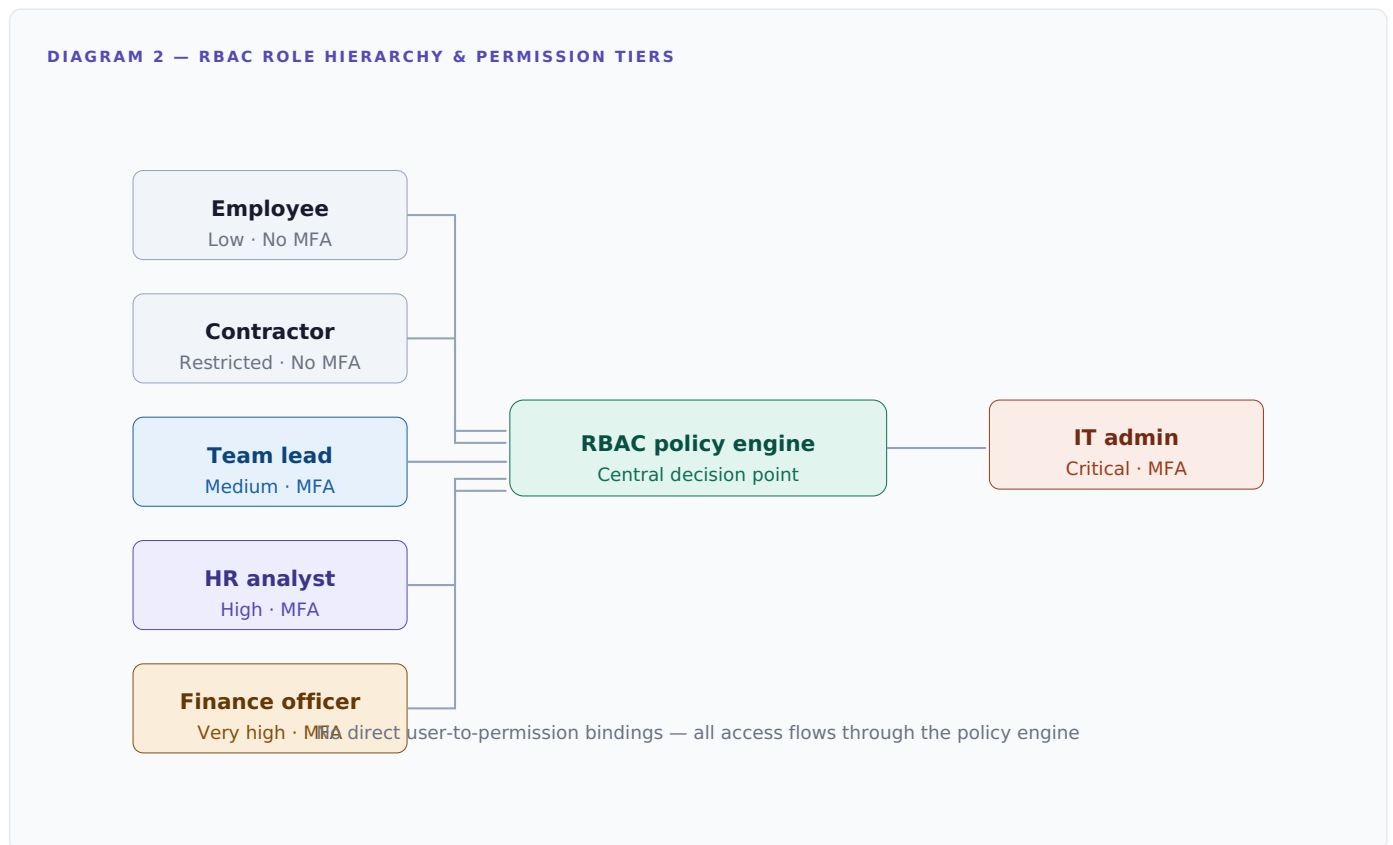 DIAGRAM 2 — RBAC ROLE HIERARCHY & PERMISSION TIERS
Employee
Low · No MFA
Contractor
Restricted · No MFA
Team lead
Medium · MFA
HR analyst
High · MFA
Finance officer
Very high · MFA
RBAC policy engine
Central decision point
IT admin
Critical · MFA
No direct user-to-permission bindings — all access flows through the policy engine